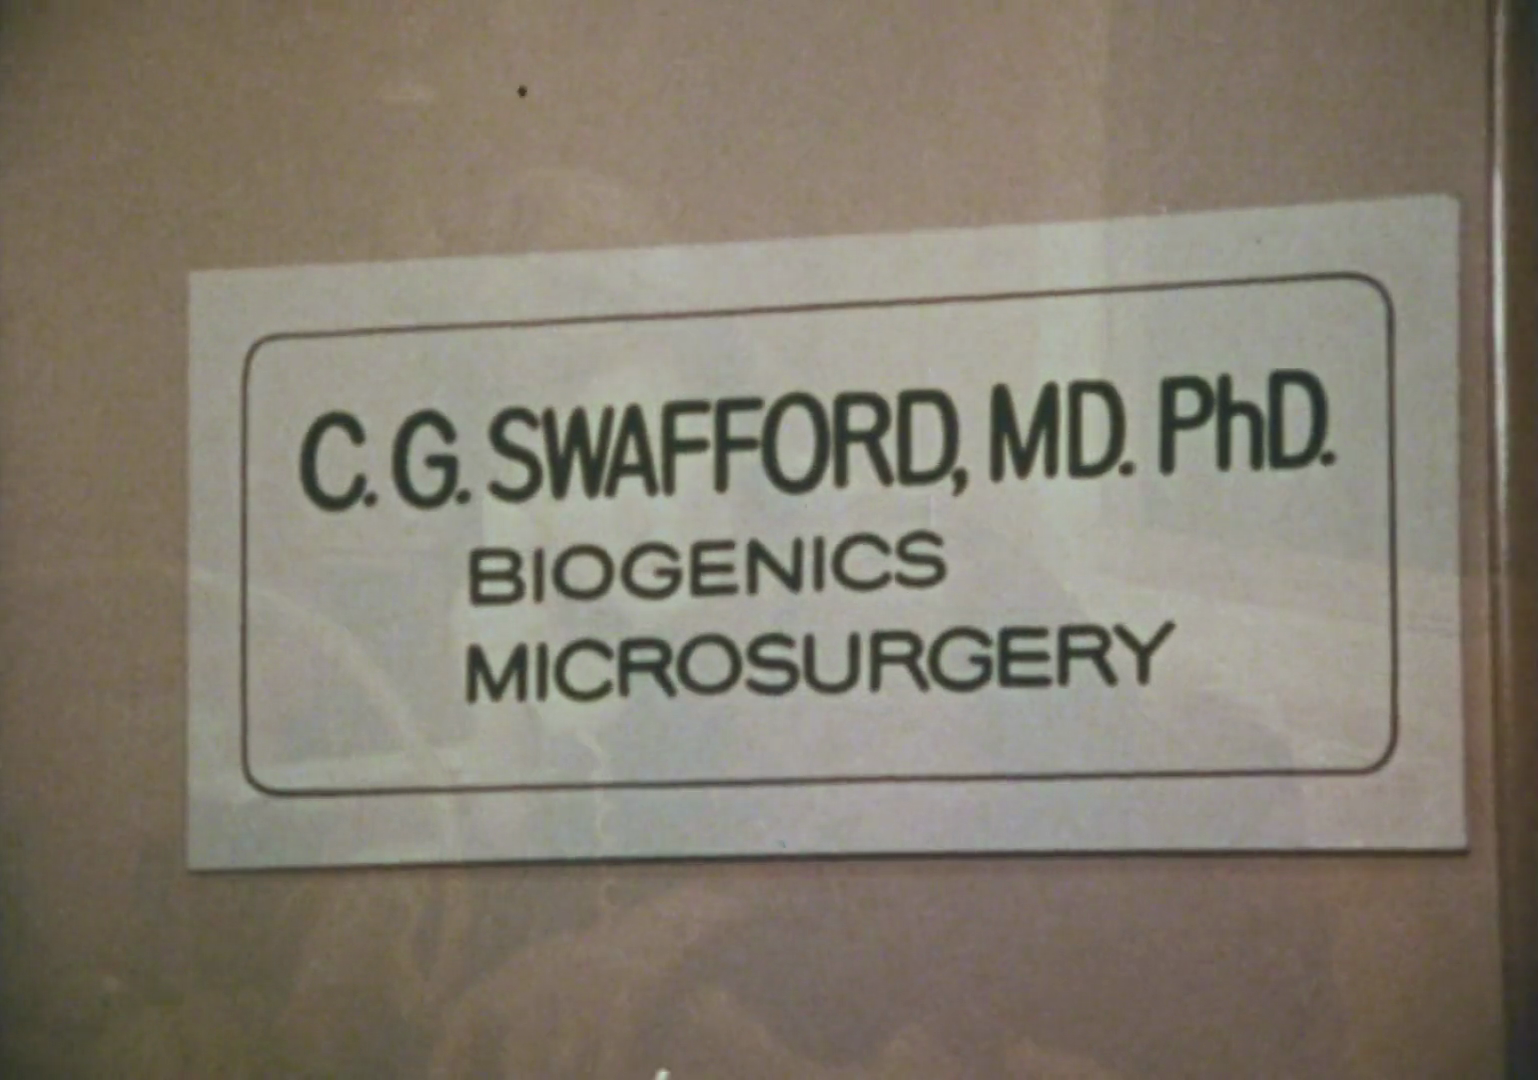 C. G. SWAFFORD, MD. PhD.
BIOGENICS
MICROSURGERY